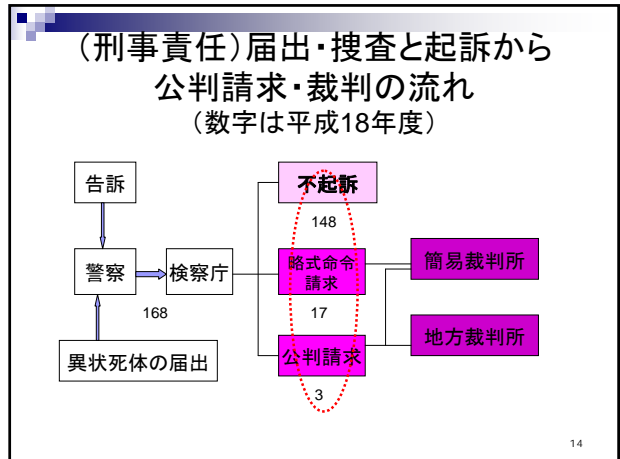 （刑事責任）届出・捜査と起訴から
公判請求・裁判の流れ
（数字は平成18年度）
告訴
不起訴
148
警察
検察庁
168
略式命令
請求
17
簡易裁判所
公判請求
3
地方裁判所
異状死体の届出
14